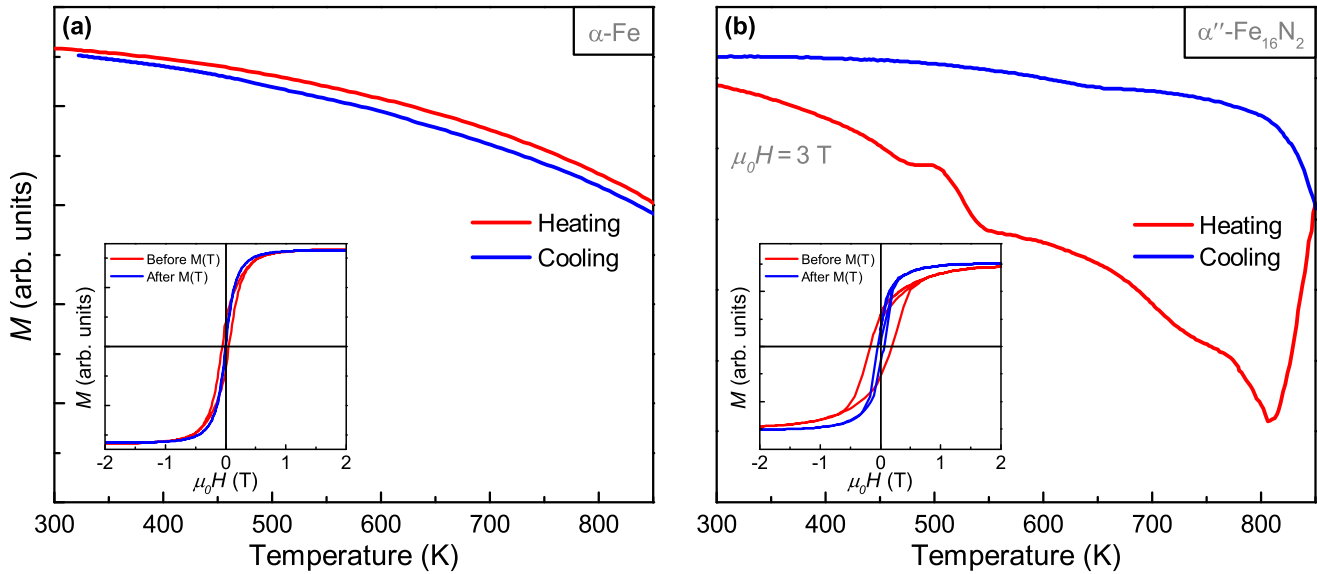 (a)
α-Fe
Heating
Cooling
M (arb. units)
Before M(T)
After M(T)
M (arb. units)
-2 -1 0 1 2
μ₀H (T)
300 400 500 600 700 800
Temperature (K)
(b)
α′′-Fe₁₆N₂
μ₀H = 3 T
Heating
Cooling
Before M(T)
After M(T)
M (arb. units)
-2 -1 0 1 2
μ₀H (T)
300 400 500 600 700 800
Temperature (K)